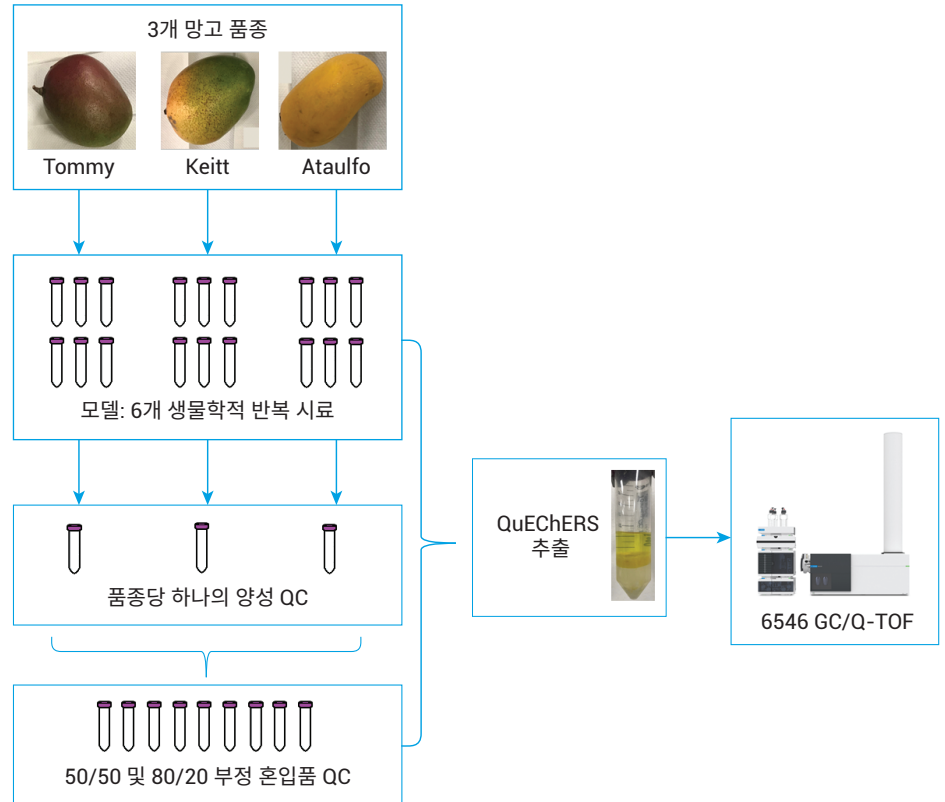 3개 망고 품종
Tommy
Keitt
Ataulfo
모델: 6개 생물학적 반복 시료
품종당 하나의 양성 QC
50/50 및 80/20 부정 혼입품 QC
QuEChERS
추출
6546 GC/Q-TOF